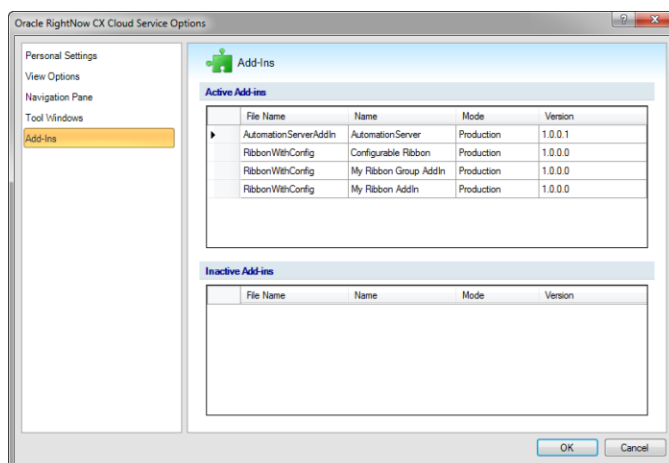 Oracle RightNow CX Cloud Service Options
Personal Settings
View Options
Navigation Pane
Tool Windows
Add-Ins
Add-Ins
Active Add-ins
File Name Name Mode Version
AutomationServerAddIn AutomationServer Production 1.0.0.1
RibbonWithConfig Configurable Ribbon Production 1.0.0.0
RibbonWithConfig My Ribbon Group AddIn Production 1.0.0.0
RibbonWithConfig My Ribbon AddIn Production 1.0.0.0
Inactive Add-ins
File Name Name Mode Version
OK Cancel